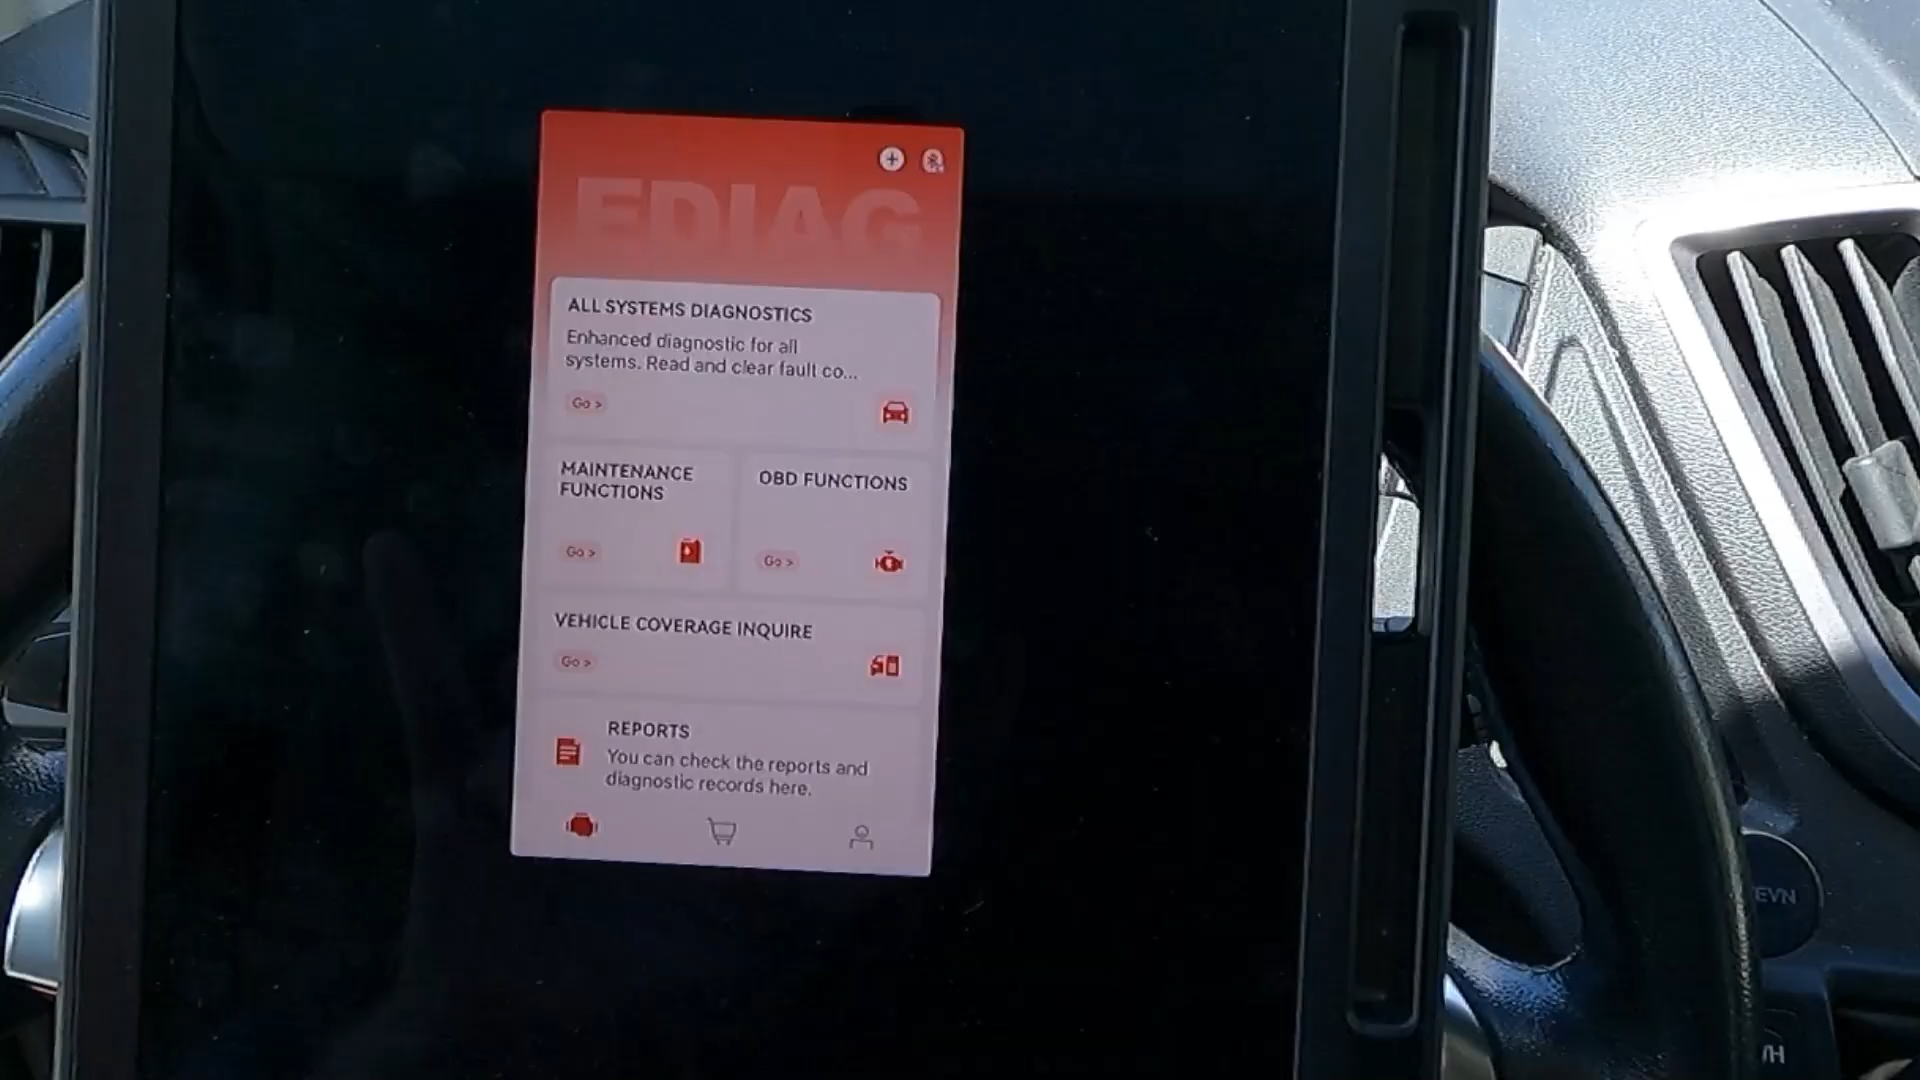 EDIAG
ALL SYSTEMS DIAGNOSTICS
Enhanced diagnostic for all
systems. Read and clear fault co...
Go >
MAINTENANCE
FUNCTIONS
Go >
OBD FUNCTIONS
Go >
VEHICLE COVERAGE INQUIRE
Go >
REPORTS
You can check the reports and
diagnostic records here.